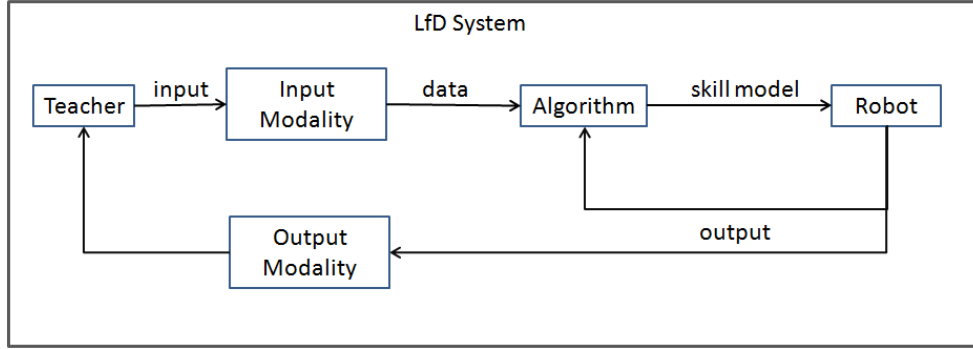 LfD System
input
data
skill model
Teacher
Input
Modality
Algorithm
Robot
output
Output
Modality